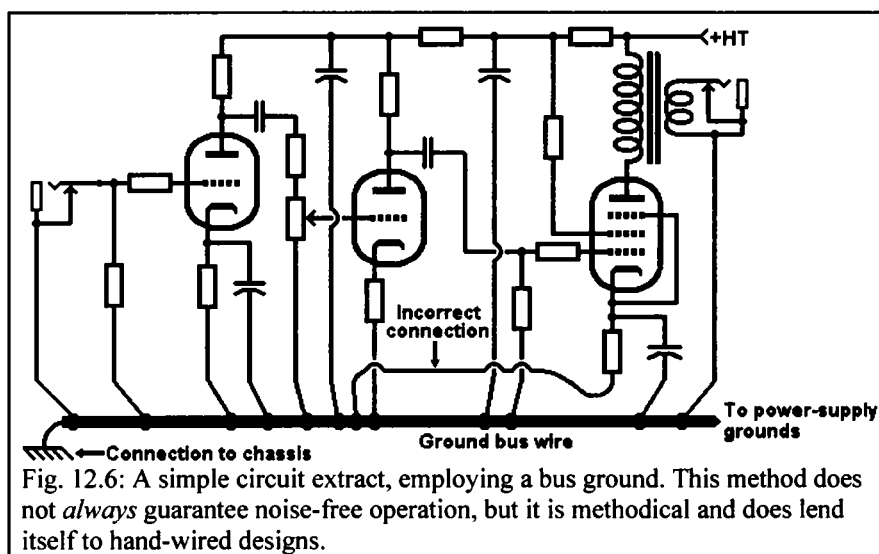 +HT
Incorrect
connection
To power-supply
grounds
Connection to chassis
Ground bus wire
Fig. 12.6: A simple circuit extract, employing a bus ground. This method does
not always guarantee noise-free operation, but it is methodical and does lend
itself to hand-wired designs.